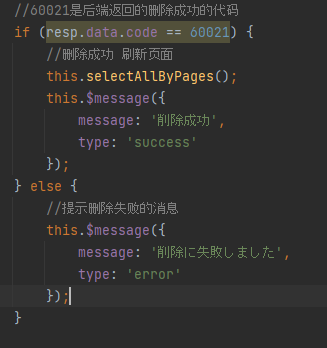 //60021是后端返回的删除成功的代码
if (resp.data.code == 60021) {
//删除成功 刷新页面
this.selectAllByPages();
this.$message({
message: '削除成功',
type: 'success'
});
} else {
//提示删除失败的消息
this.$message({
message: '削除に失敗しました',
type: 'error'
});
}